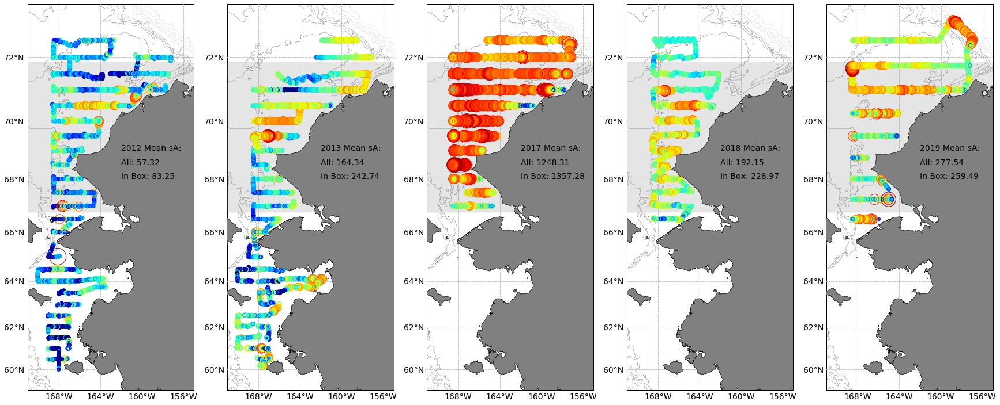 72°N
70°N
68°N
66°N
64°N
62°N
60°N
168°W 164°W 160°W 156°W
2012 Mean sA:
All: 57.32
In Box: 83.25
72°N
70°N
68°N
66°N
64°N
62°N
60°N
168°W 164°W 160°W 156°W
2013 Mean sA:
All: 164.34
In Box: 242.74
72°N
70°N
68°N
66°N
64°N
62°N
60°N
168°W 164°W 160°W 156°W
2017 Mean sA:
All: 1248.31
In Box: 1357.28
72°N
70°N
68°N
66°N
64°N
62°N
60°N
168°W 164°W 160°W 156°W
2018 Mean sA:
All: 192.15
In Box: 228.97
72°N
70°N
68°N
66°N
64°N
62°N
60°N
168°W 164°W 160°W 156°W
2019 Mean sA:
All: 277.54
In Box: 259.49